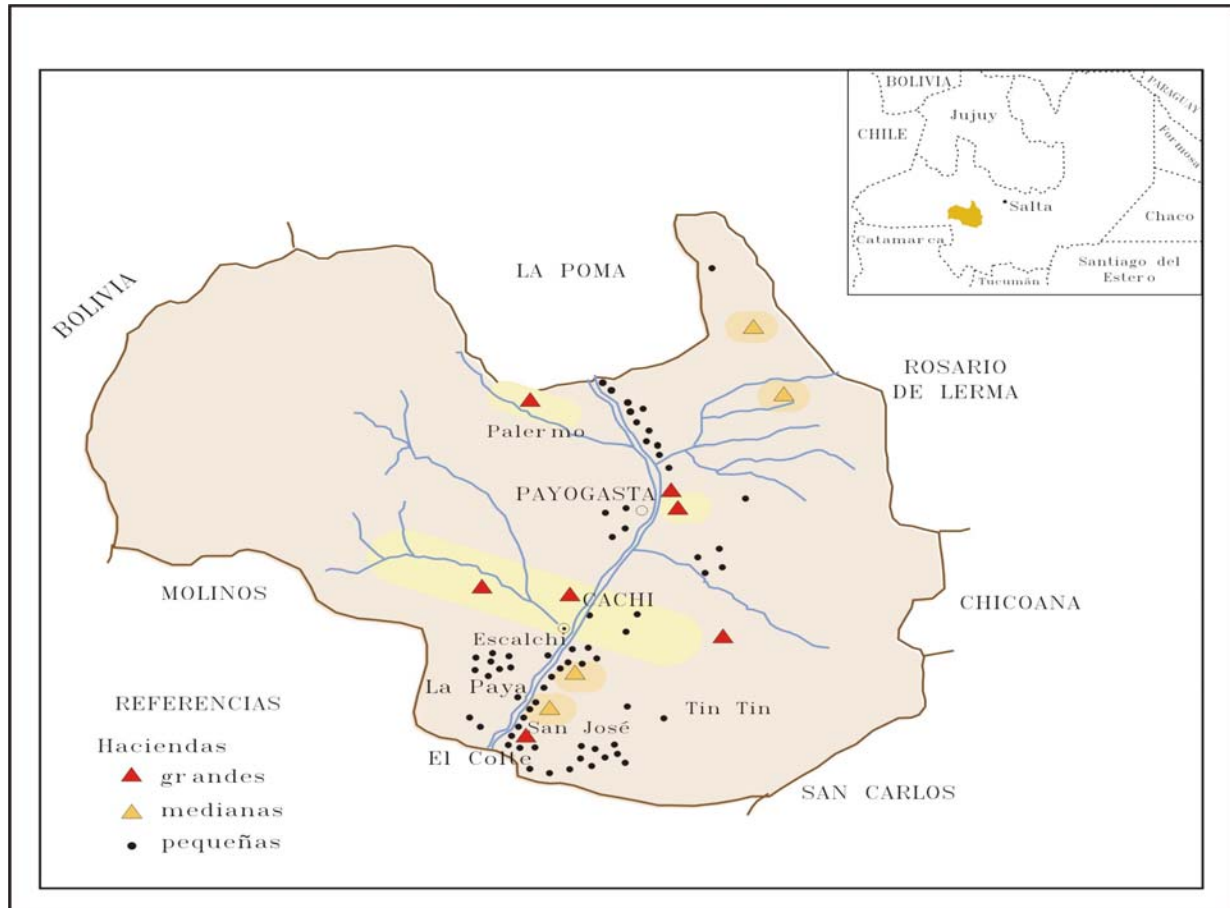 BOLIVIA
PARAGUAY
Jujuy
CHILE
Formosa
Salta
Chaco
Catamarca
Santiago del
Estero
Tucumán
LA POMA
BOLIVIA
ROSARIO
DE LERMA
Palermo
PAYOGASTA
MOLINOS
CACHI
CHICOANA
Escalchi
La Paya
REFERENCIAS
Tin Tin
San José
Haciendas
El Colte
grandes
SAN CARLOS
medianas
pequeñas